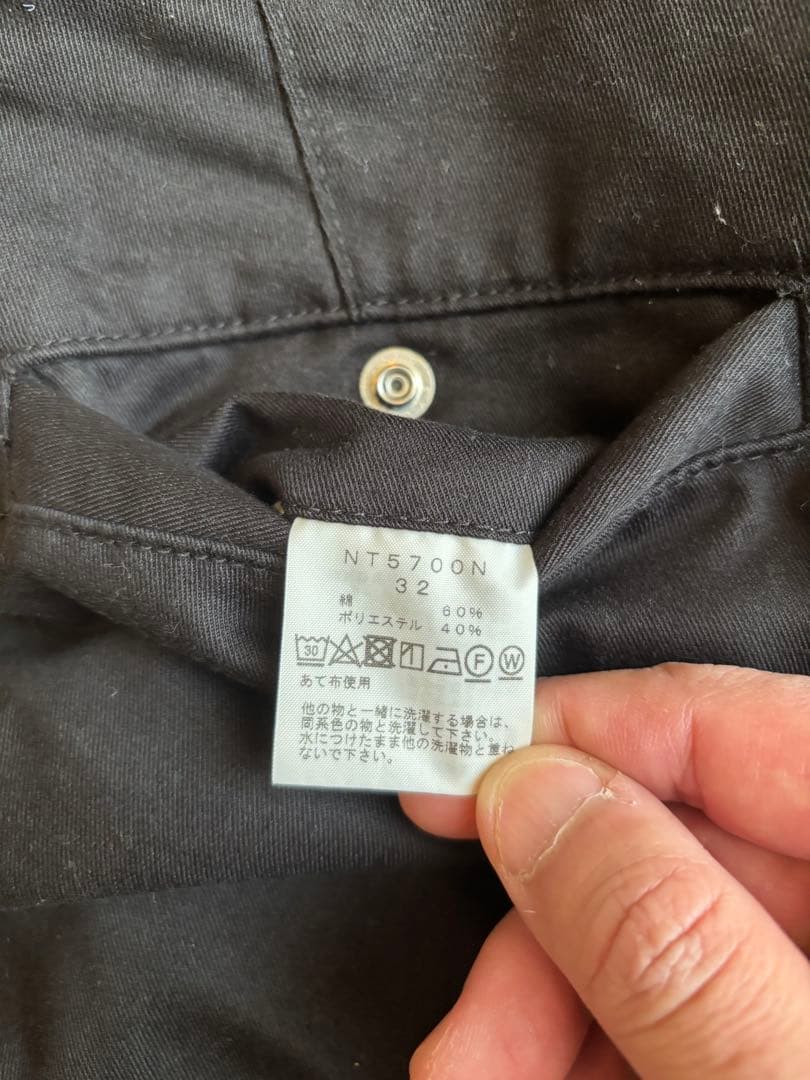 NT5700N
32
綿 60%
ポリエステル 40%
30 F W
あて布使用
他の物と一緒に洗濯する場合は、
同系色の物と洗濯して下さい。
水につけたまま他の洗濯物と重ね
ないで下さい。